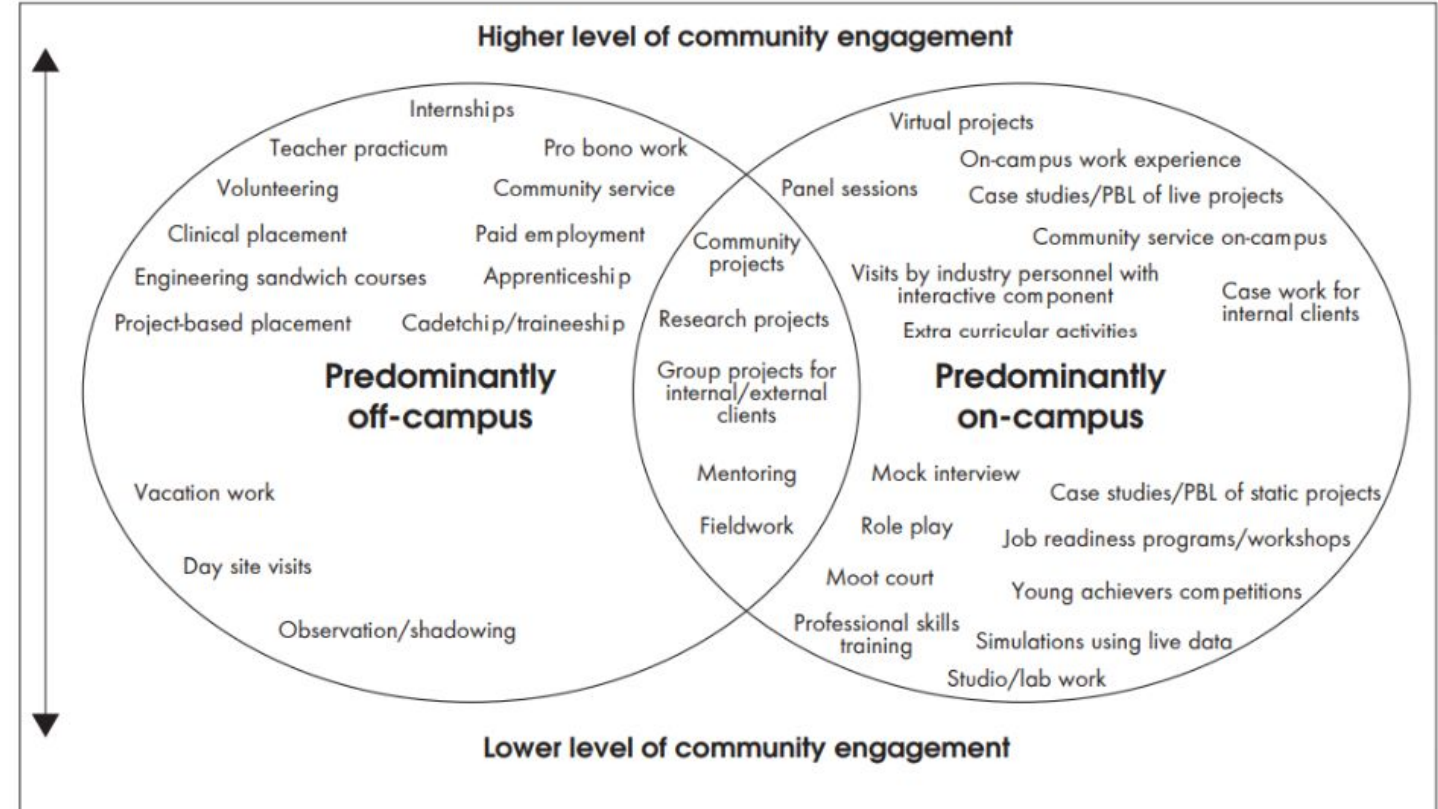 Higher level of community engagement
Internships
Teacher practicum
Pro bono work
Volunteering
Community service
Clinical placement
Paid employment
Engineering sandwich courses
Apprenticeship
Project-based placement
Cadetchip/traineeship
Predominantly
off-campus
Vacation work
Day site visits
Observation/shadowing
Community
projects
Research projects
Group projects for
internal/external
clients
Mentoring
Fieldwork
Virtual projects
On-campus work experience
Panel sessions
Case studies/PBL of live projects
Community service on-campus
Visits by industry personnel with
interactive component
Case work for
internal clients
Extra curricular activities
Predominantly
on-campus
Mock interview
Case studies/PBL of static projects
Role play
Job readiness programs/workshops
Moot court
Young achievers competitions
Professional skills
training
Simulations using live data
Studio/lab work
Lower level of community engagement